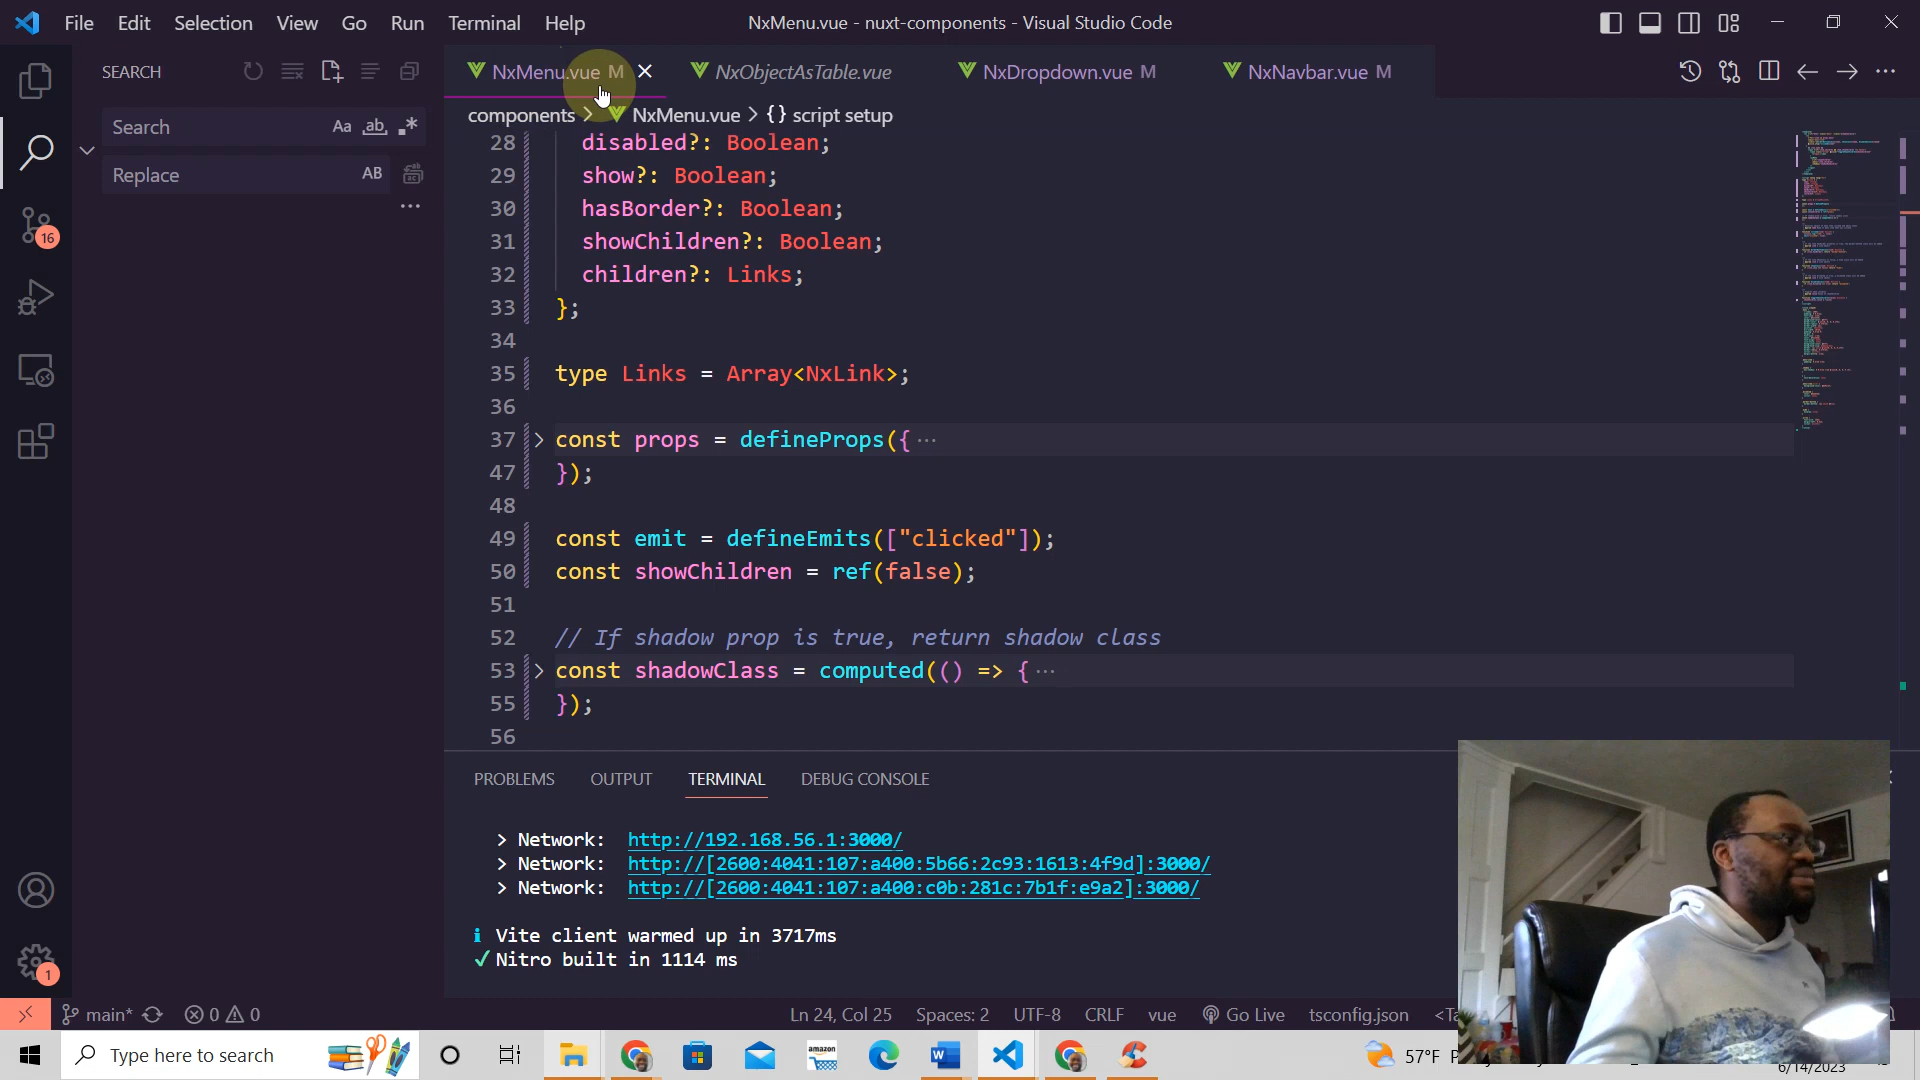 File Edit Selection View Go Run Terminal Help
NxMenu.vue - nuxt-components - Visual Studio Code
SEARCH
NxMenu.vue M
NxObjectAsTable.vue
NxDropdown.vue M
NxNavbar.vue M
Search
Aa ab
Replace
AB
components > NxMenu.vue > {} script setup
28 disabled?: Boolean;
29 show?: Boolean;
30 hasBorder?: Boolean;
31 showChildren?: Boolean;
32 children?: Links;
33 };
34
35 type Links = Array<NxLink>;
36
37 const props = defineProps({ ···
47 });
48
49 const emit = defineEmits(["clicked"]);
50 const showChildren = ref(false);
51
52 // If shadow prop is true, return shadow class
53 const shadowClass = computed(() => { ···
55 });
56
PROBLEMS OUTPUT TERMINAL DEBUG CONSOLE
> Network: http://192.168.56.1:3000/
> Network: http://[2600:4041:107:a400:5b66:2c93:1613:4f9d]:3000/
> Network: http://[2600:4041:107:a400:c0b:281c:7b1f:e9a2]:3000/
i Vite client warmed up in 3717ms
✓ Nitro built in 1114 ms
16
1
main* 0 0
Ln 24, Col 25 Spaces: 2 UTF-8 CRLF vue Go Live tsconfig.json
Type here to search
amazon
57°F
6/14/2023